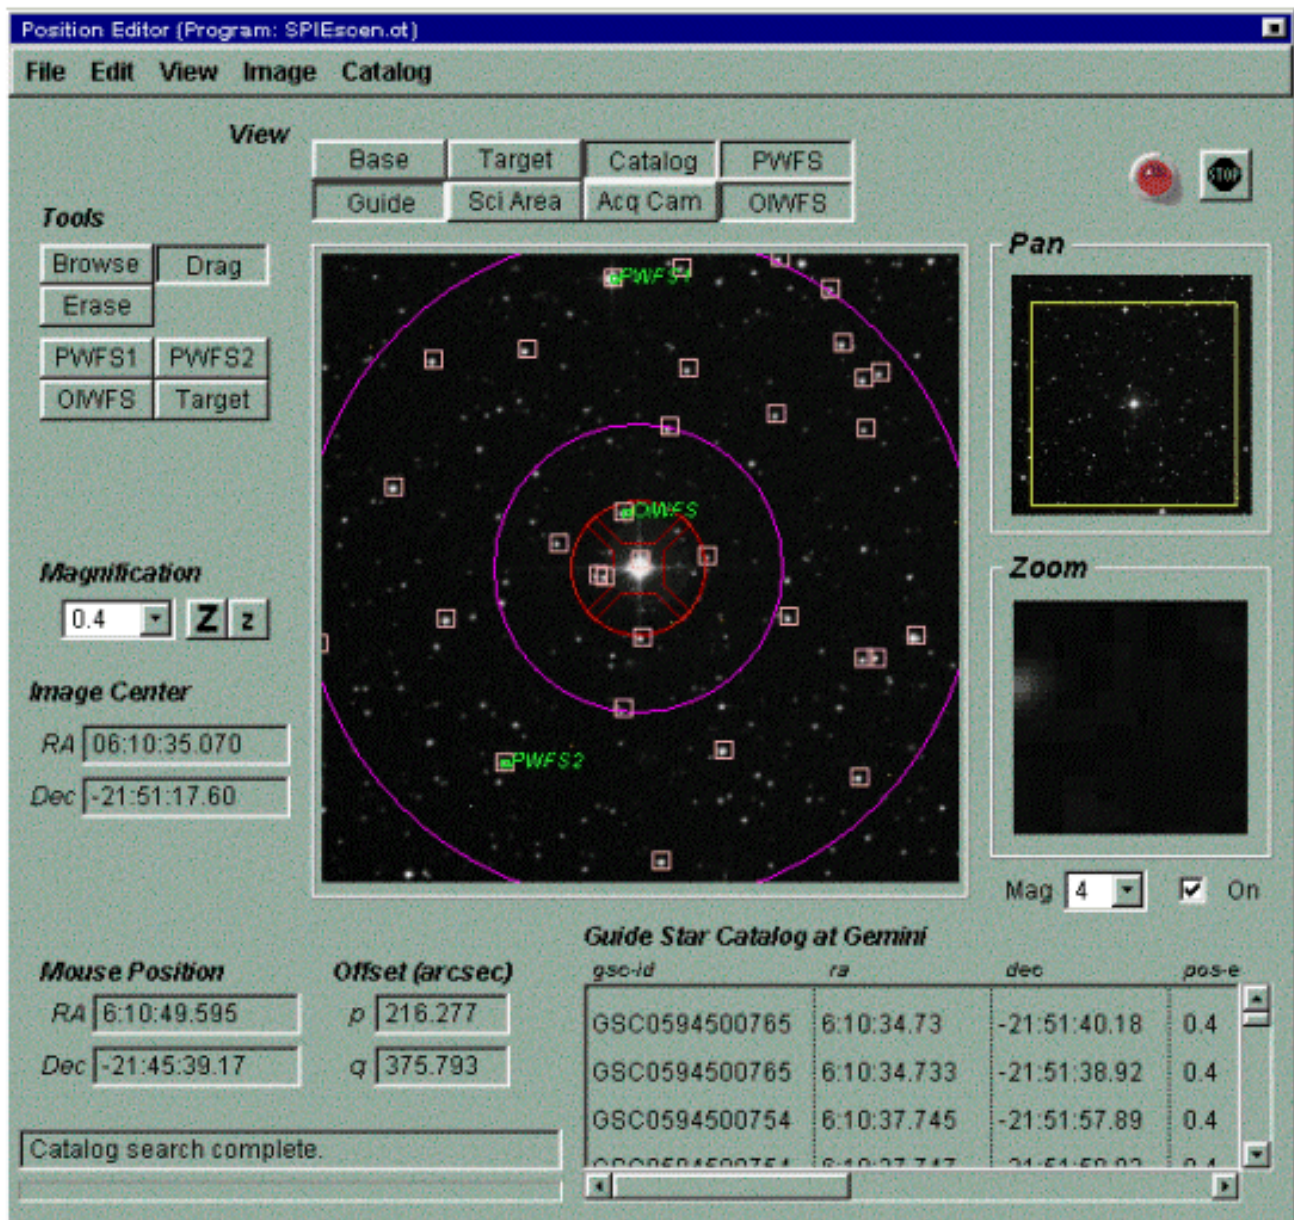 Position Editor (Program: SPIEsoen.ot)
File Edit View Image Catalog
View
Base Target Catalog PWFS
Guide Sci Area Acq Cam OIWFS
STOP
Tools
Browse Drag
Erase
PWFS1 PWFS2
OIWFS Target
PWFS1
OIWFS
PWFS2
Pan
Zoom
Mag 4 On
Magnification
0.4 Z z
Image Center
RA 06:10:35.070
Dec -21:51:17.60
Mouse Position
RA 6:10:49.595
Dec -21:45:39.17
Offset (arcsec)
p 216.277
q 375.793
Catalog search complete.
Guide Star Catalog at Gemini
gsc-id ra dec pos-e
GSC0594500765 6:10:34.73 -21:51:40.18 0.4
GSC0594500765 6:10:34.733 -21:51:38.92 0.4
GSC0594500754 6:10:37.745 -21:51:57.89 0.4